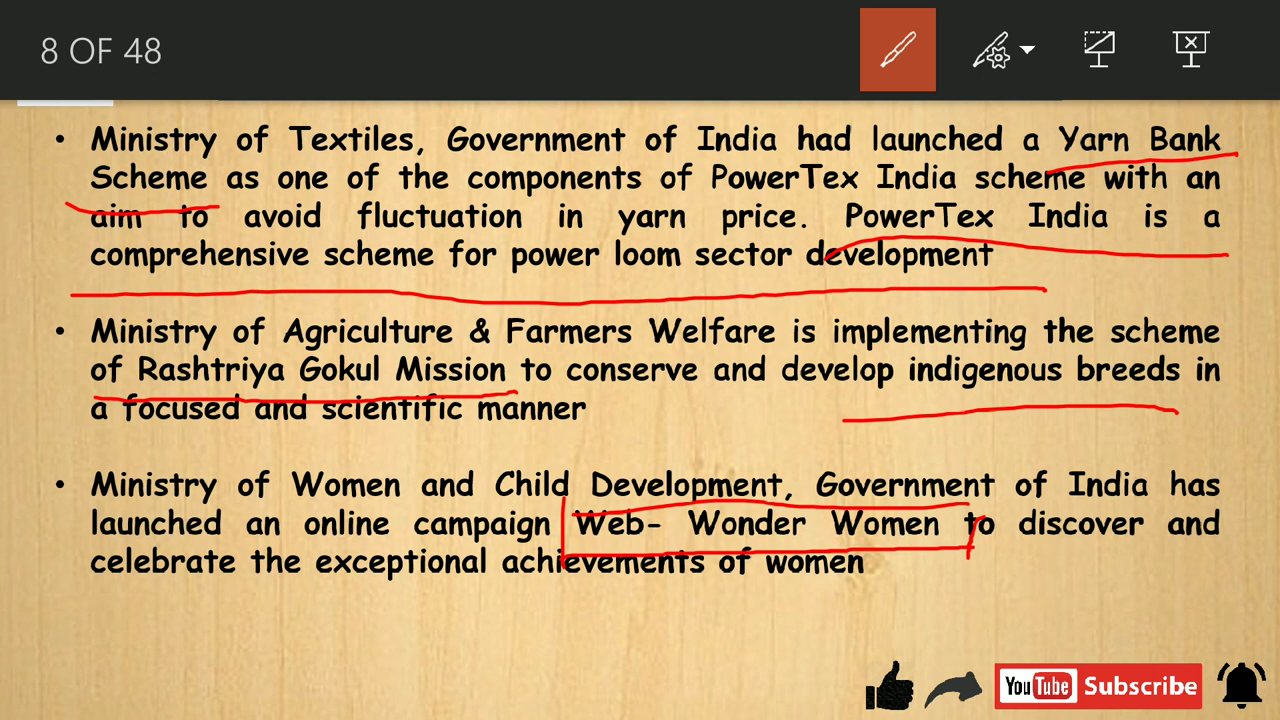 8 OF 48
• Ministry of Textiles, Government of India had launched a Yarn Bank
Scheme as one of the components of PowerTex India scheme with an
aim to avoid fluctuation in yarn price. PowerTex India is a
comprehensive scheme for power loom sector development
• Ministry of Agriculture & Farmers Welfare is implementing the scheme
of Rashtriya Gokul Mission to conserve and develop indigenous breeds in
a focused and scientific manner
• Ministry of Women and Child Development, Government of India has
launched an online campaign Web- Wonder Women to discover and
celebrate the exceptional achievements of women
YouTube Subscribe